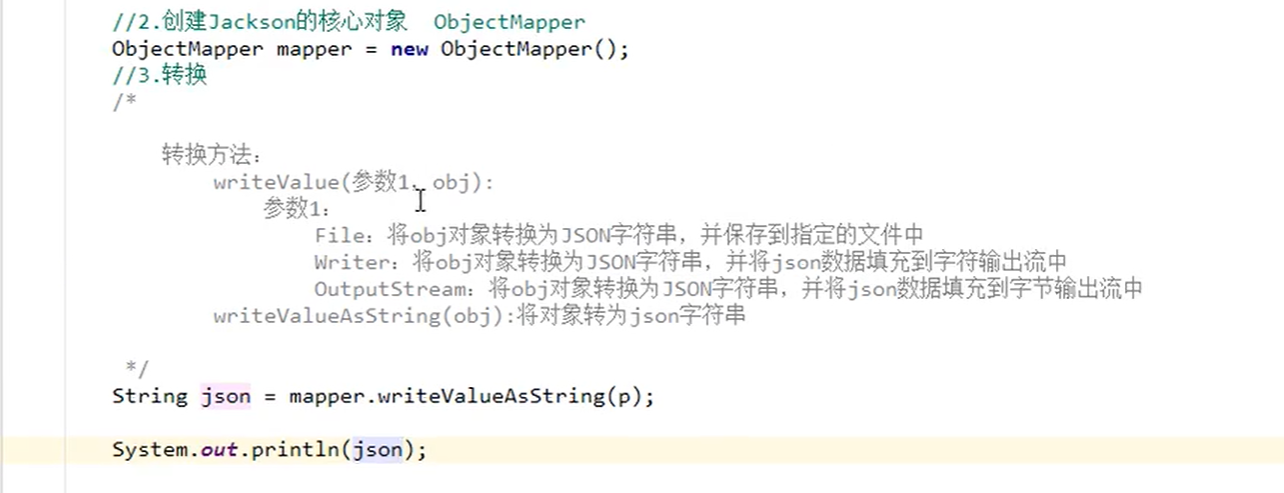 //2.创建Jackson的核心对象  ObjectMapper
ObjectMapper mapper = new ObjectMapper();
//3.转换
/*
转换方法：
writeValue(参数1，obj):
参数1：
File：将obj对象转换为JSON字符串，并保存到指定的文件中
Writer：将obj对象转换为JSON字符串，并将json数据填充到字符输出流中
OutputStream：将obj对象转换为JSON字符串，并将json数据填充到字节输出流中
writeValueAsString(obj):将对象转为json字符串
*/
String json = mapper.writeValueAsString(p);
System.out.println(json);